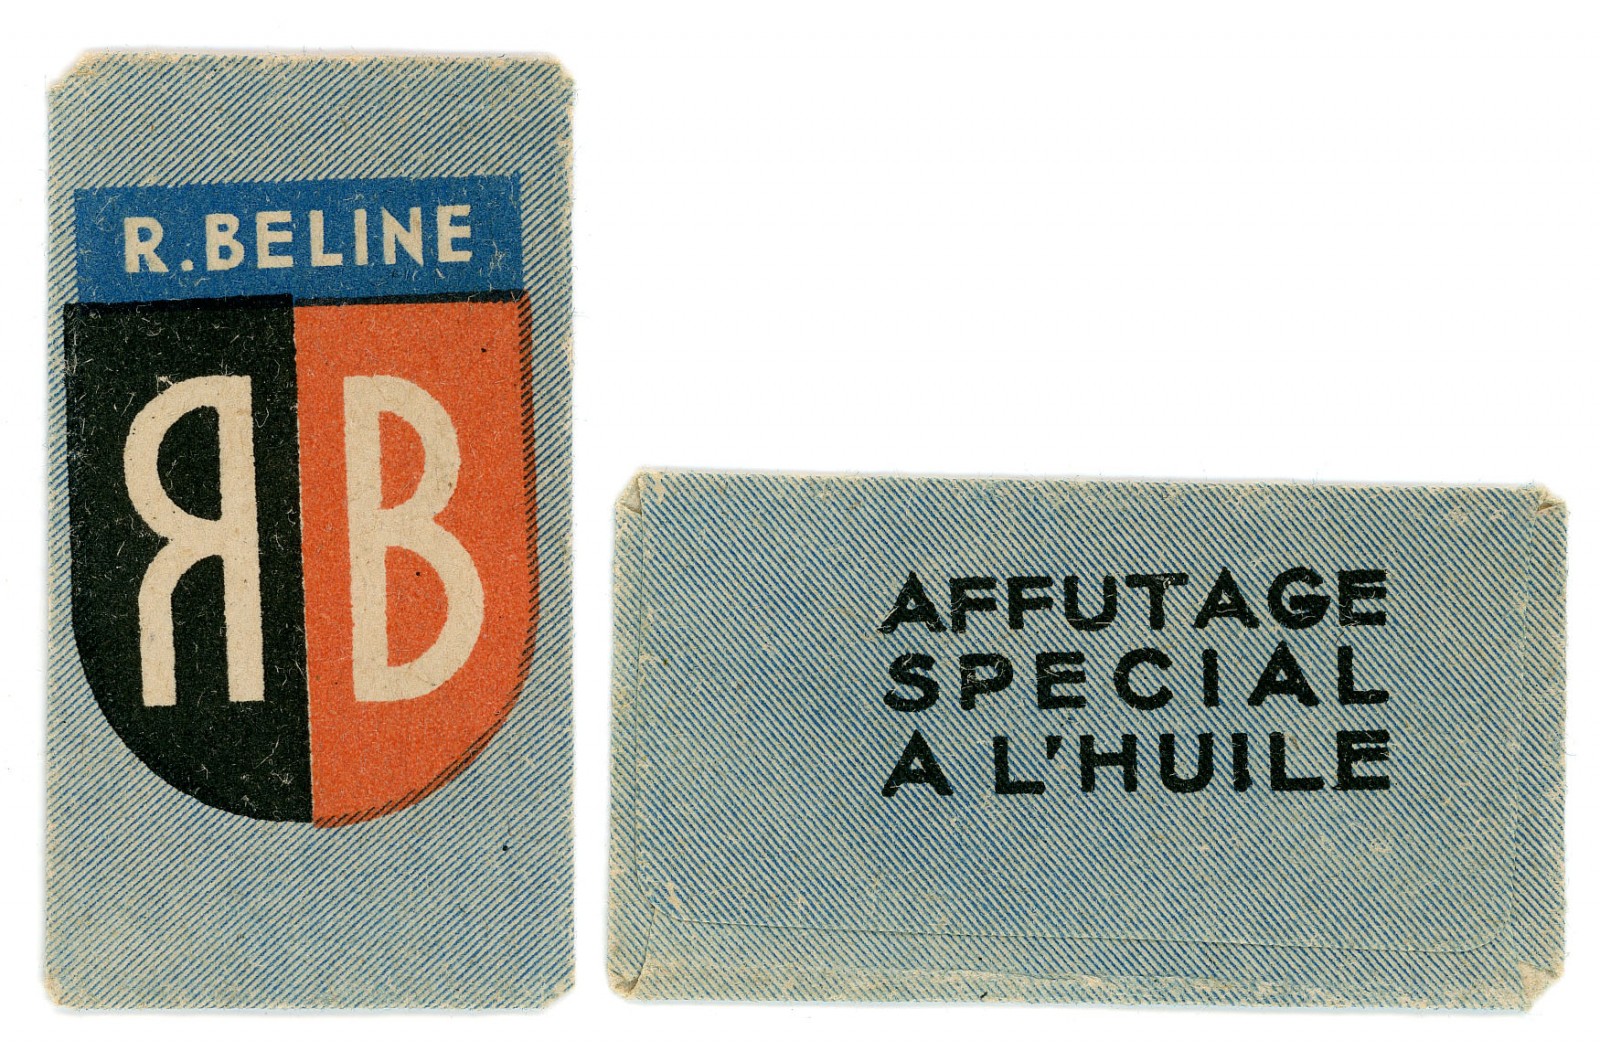 R. BELINE
RB
AFFUTAGE
SPECIAL
A L'HUILE